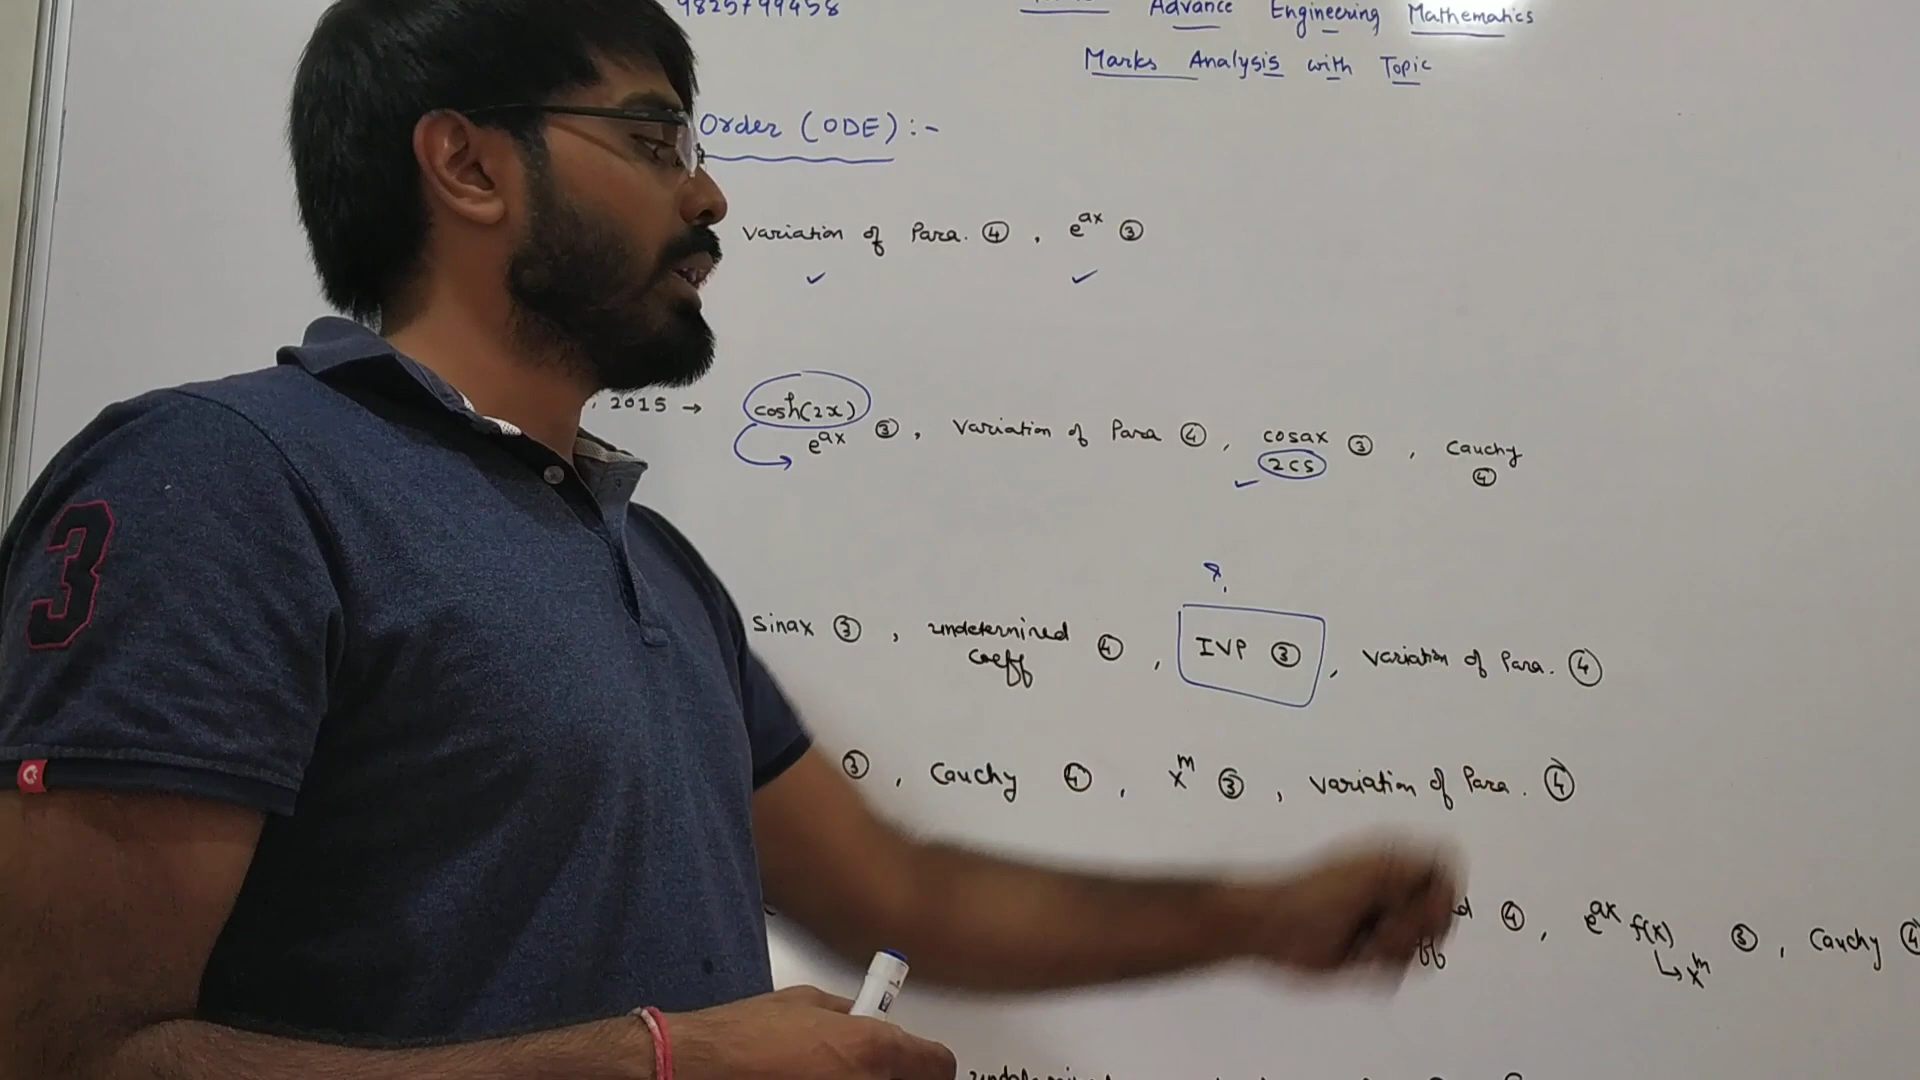 9825799458
Advance Engineering Mathematics
Marks Analysis with Topic
Order (ODE) :-
variation of Para. ④ , e^ax ③
✓ ✓
, 2015 → cosh(2x) e^ax ③ , Variation of Para ④ , cosax ③ , Cauchy ④
2cs
✓
Sinax ③ , undetermined coeff ④ , IVP ③ , variation of Para. ④
③ , Cauchy ④ , x^m ③ , variation of Para. ④
④ , e^ax f(x) ③ , Cauchy ④
↳ x^m
3